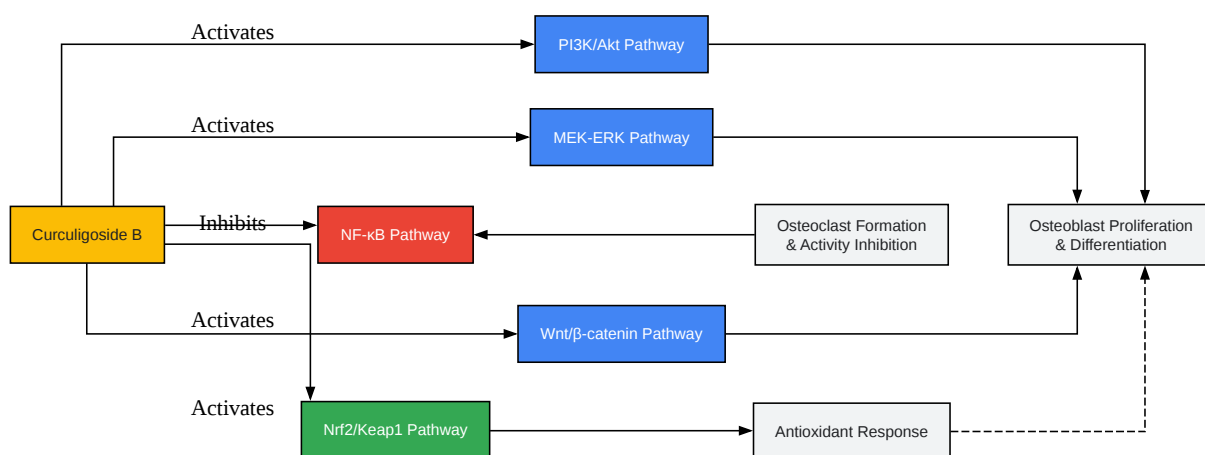 Activates
PI3K/Akt Pathway
Activates
MEK-ERK Pathway
Curculigoside B
Inhibits
NF-κB Pathway
Osteoclast Formation
& Activity Inhibition
Osteoblast Proliferation
& Differentiation
Activates
Wnt/β-catenin Pathway
Activates
Nrf2/Keap1 Pathway
Antioxidant Response